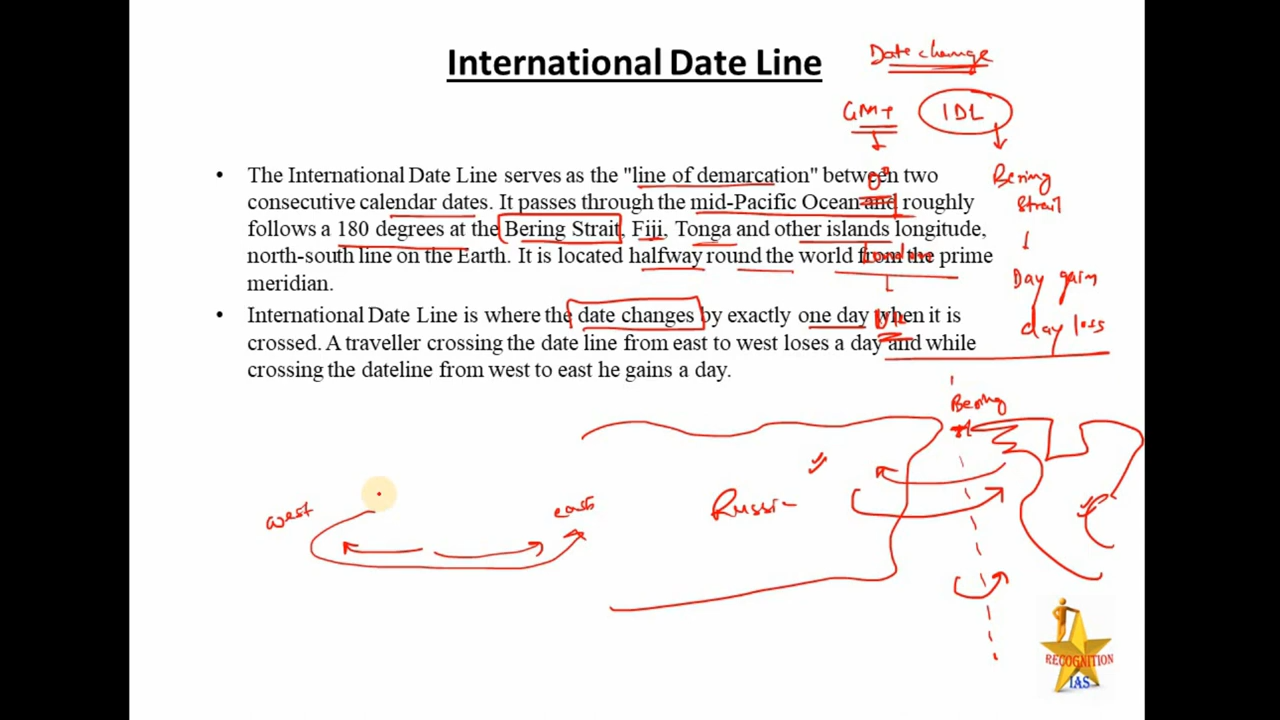 International Date Line
Date change
GMT IDL
• The International Date Line serves as the "line of demarcation" between two
consecutive calendar dates. It passes through the mid-Pacific Ocean and roughly
follows a 180 degrees at the Bering Strait, Fiji, Tonga and other islands longitude,
north-south line on the Earth. It is located halfway round the world from the prime
meridian.
• International Date Line is where the date changes by exactly one day when it is
crossed. A traveller crossing the date line from east to west loses a day and while
crossing the dateline from west to east he gains a day.
0°
London
Bering
Strait
Day gain
day loss
Bering
west
east
Russia
RECOGNITION
IAS